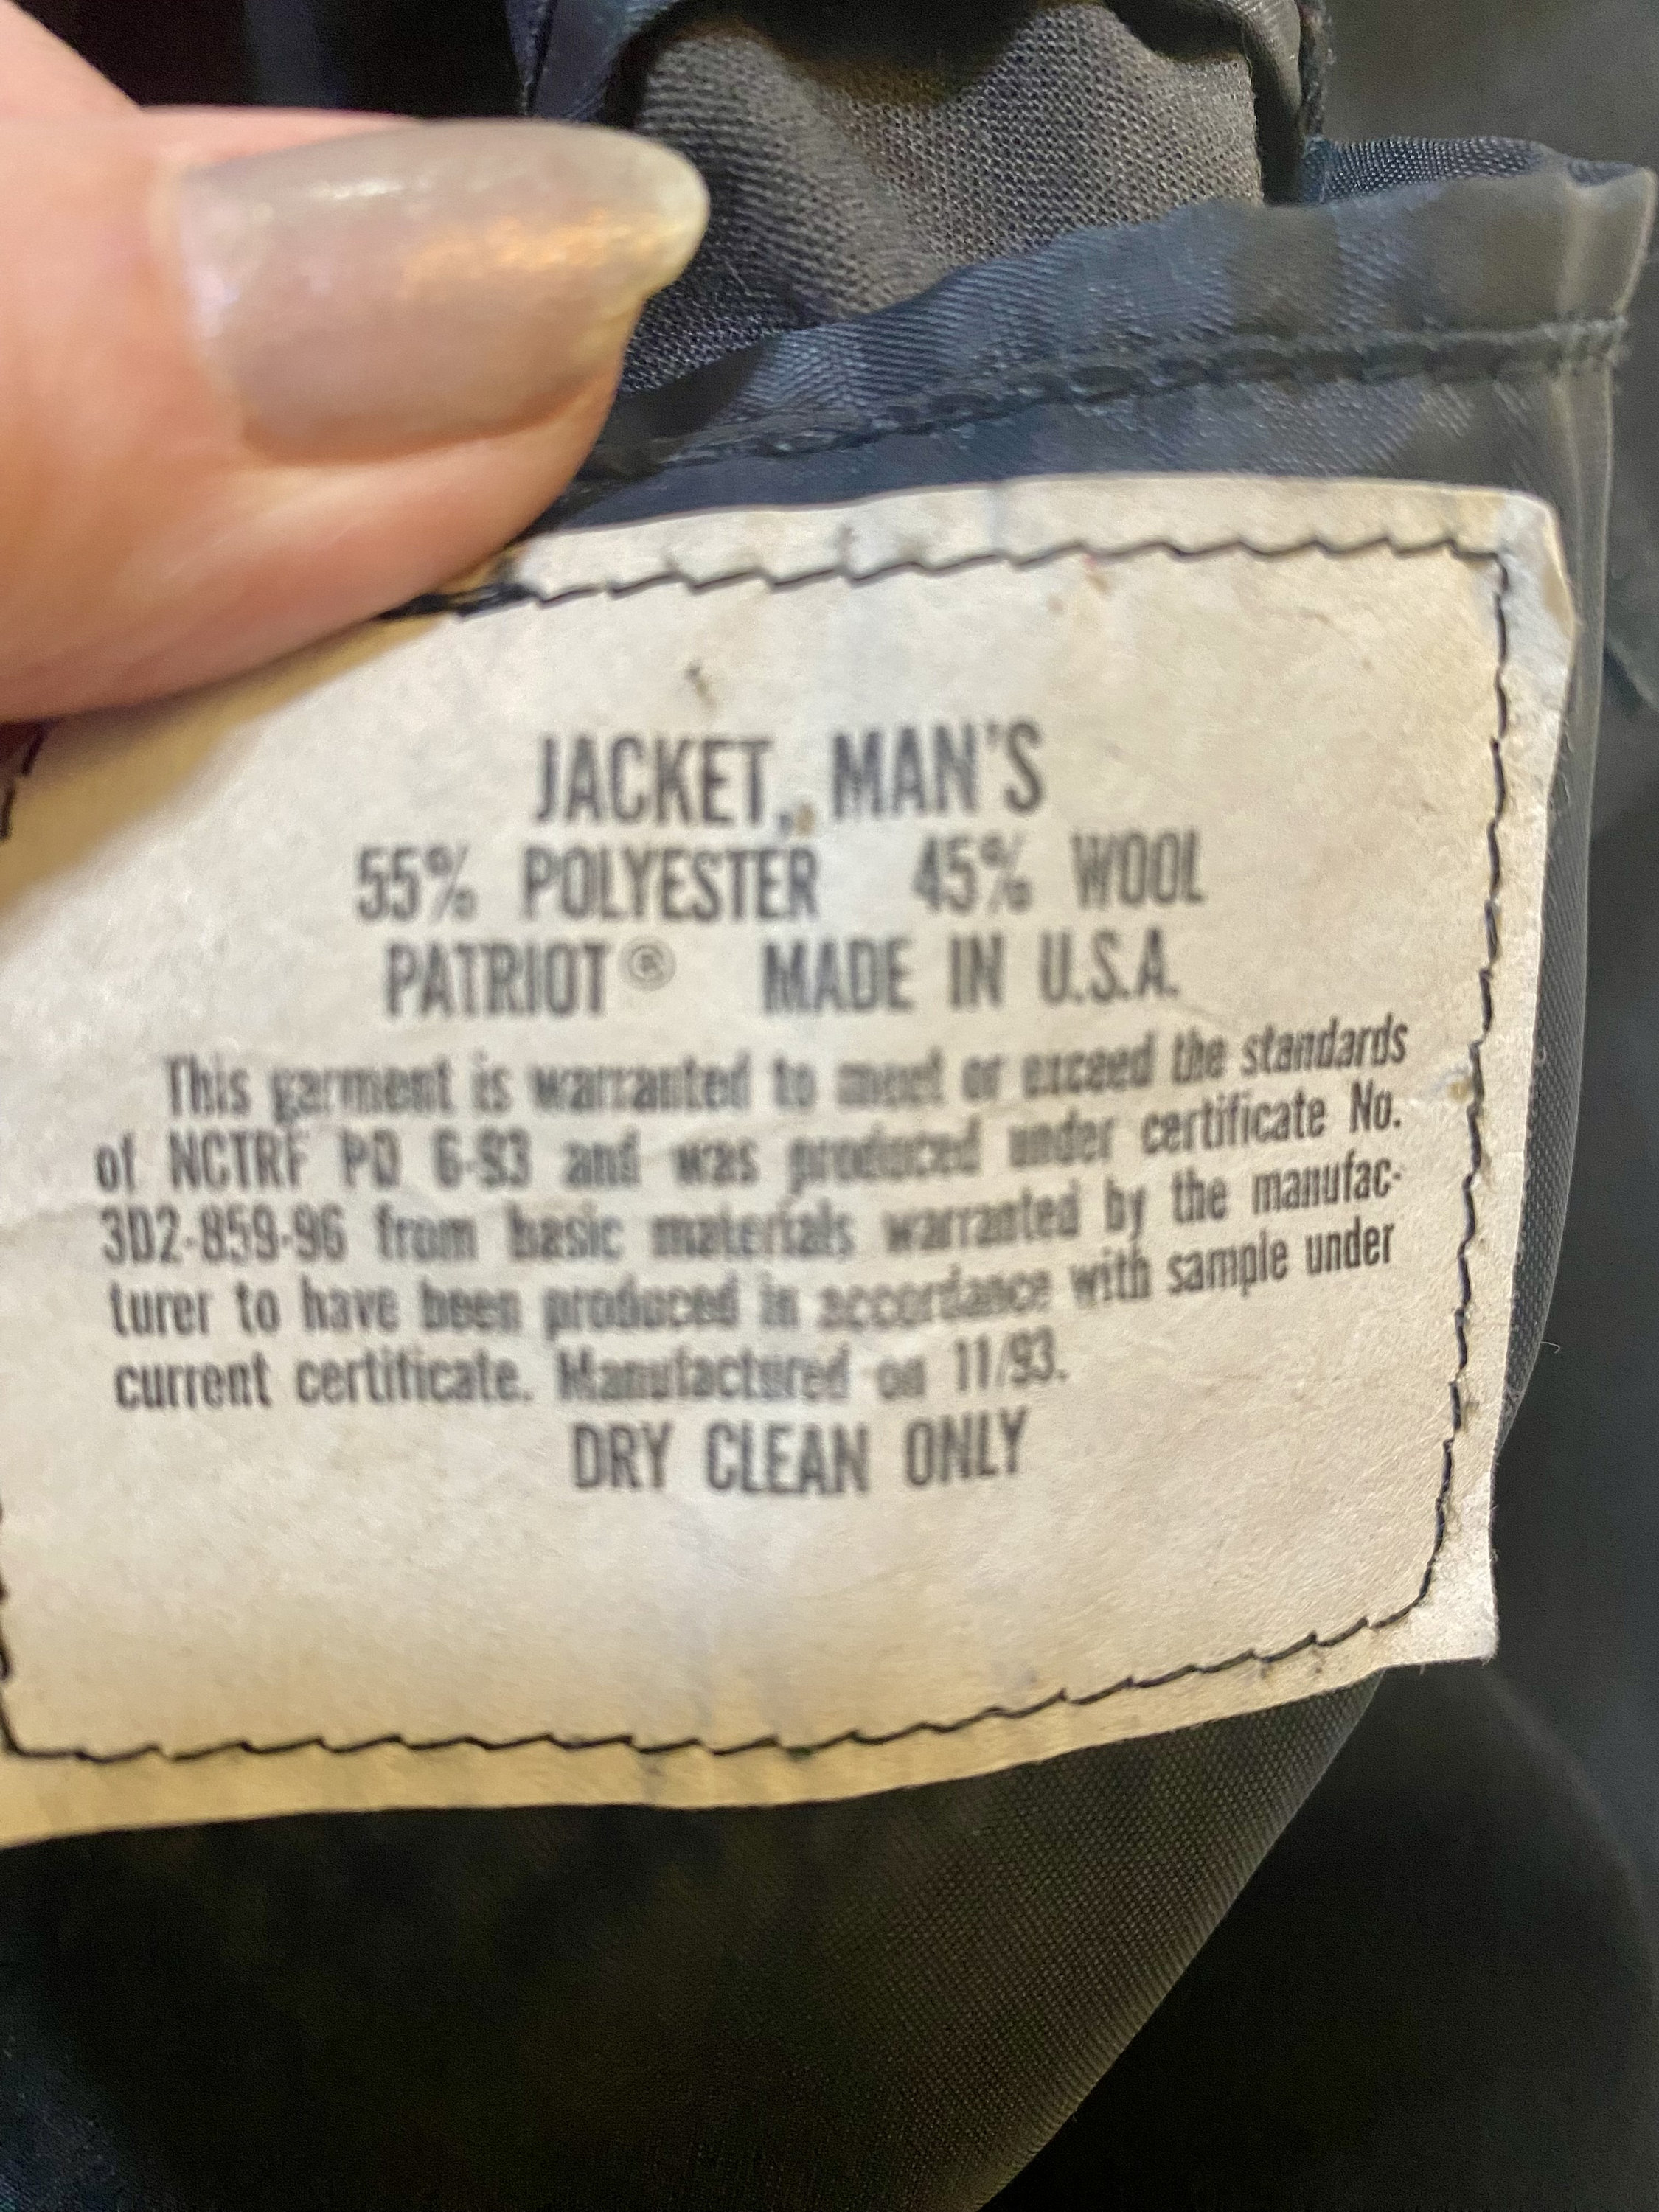 JACKET, MAN'S
55% POLYESTER 45% WOOL
PATRIOT® MADE IN U.S.A.
This garment is warranted to meet or exceed the standards
of NCTRF PD 6-93 and was produced under certificate No.
3D2-859-96 from basic materials warranted by the manufac-
turer to have been produced in accordance with sample under
current certificate. Manufactured on 11/93.
DRY CLEAN ONLY